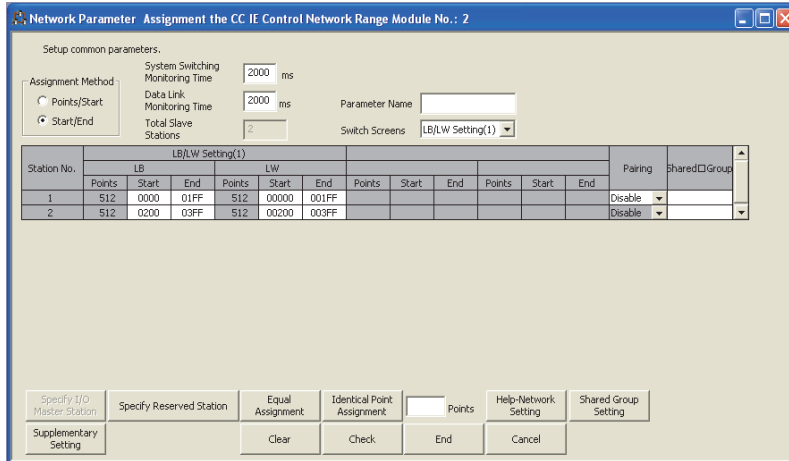 Network Parameter Assignment the CC IE Control Network Range Module No.: 2
Setup common parameters.
Assignment Method
Points/Start
Start/End
System Switching
Monitoring Time
2000 ms
Data Link
Monitoring Time
2000 ms
Total Slave
Stations
2
Parameter Name
Switch Screens LB/LW Setting(1)
Station No. LB/LW Setting(1) Pairing Shared□Group
LB LW
Points Start End Points Start End Points Start End Points Start End
1 512 0000 01FF 512 00000 001FF Disable
2 512 0200 03FF 512 00200 003FF Disable
Specify I/O
Master Station
Specify Reserved Station
Equal
Assignment
Identical Point
Assignment
Points
Help-Network
Setting
Shared Group
Setting
Supplementary
Setting
Clear
Check
End
Cancel